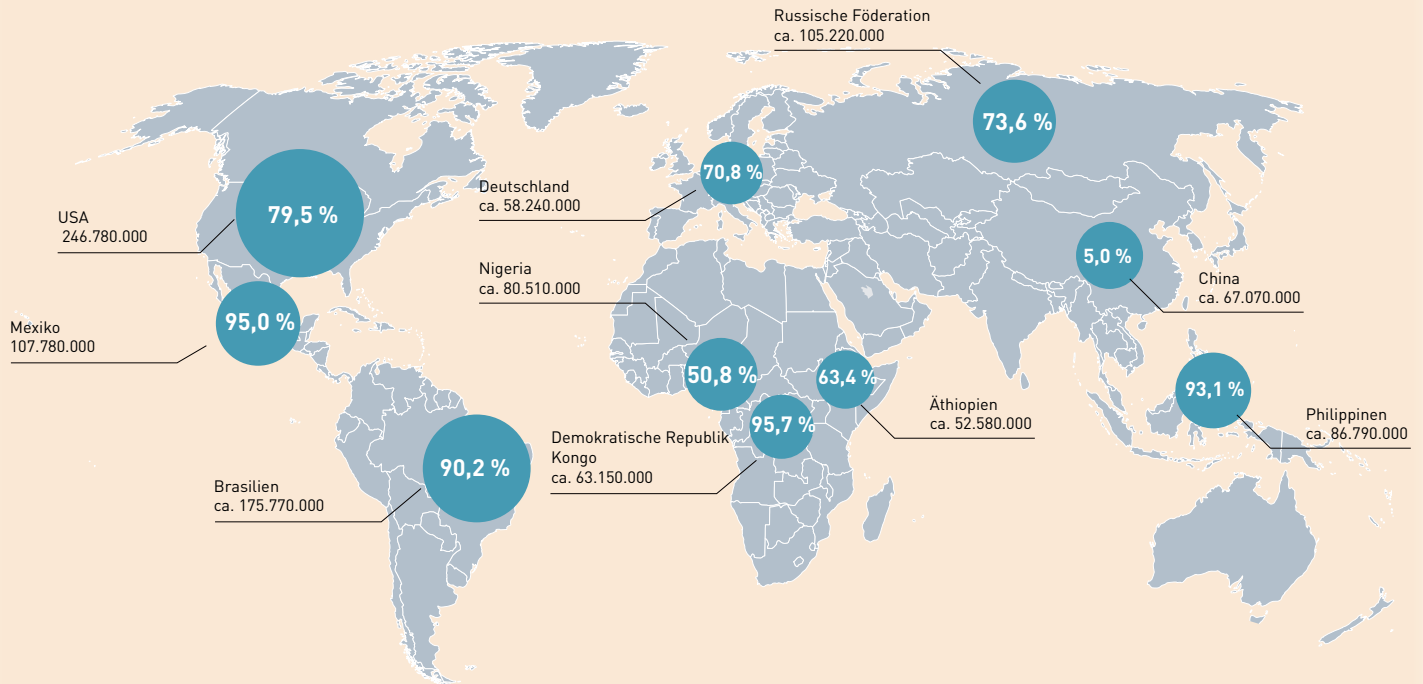 Russische Föderation
ca. 105.220.000
73,6 %
70,8 %
Deutschland
ca. 58.240.000
USA
246.780.000
79,5 %
5,0 %
China
ca. 67.070.000
Nigeria
ca. 80.510.000
Mexiko
107.780.000
95,0 %
50,8 %
63,4 %
93,1 %
Äthiopien
ca. 52.580.000
Philippinen
ca. 86.790.000
95,7 %
Demokratische Republik
Kongo
ca. 63.150.000
90,2 %
Brasilien
ca. 175.770.000